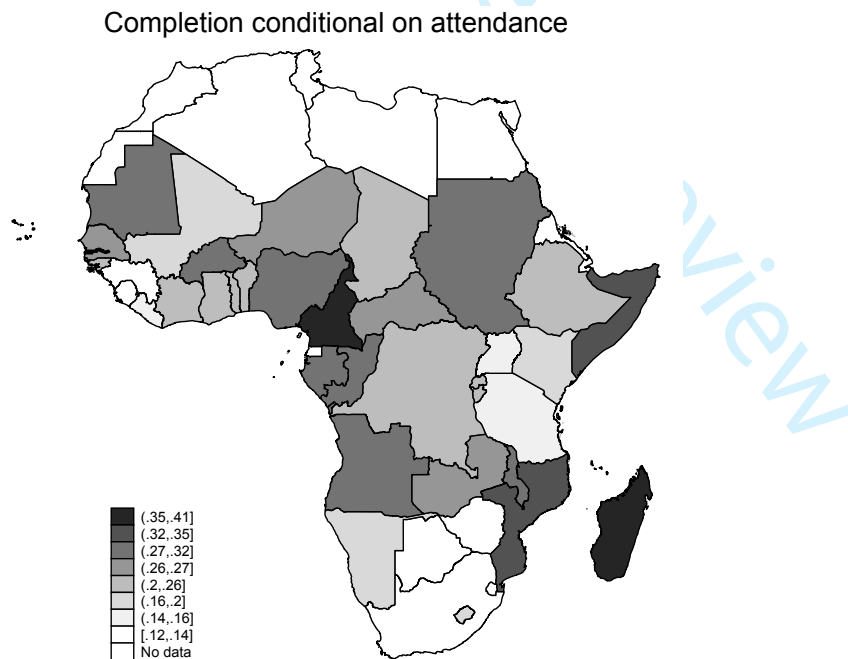 Completion conditional on attendance
(.35,.41]
(.32,.35]
(.27,.32]
(.26,.27]
(.2,.26]
(.16,.2]
(.14,.16]
[.12,.14]
No data
view